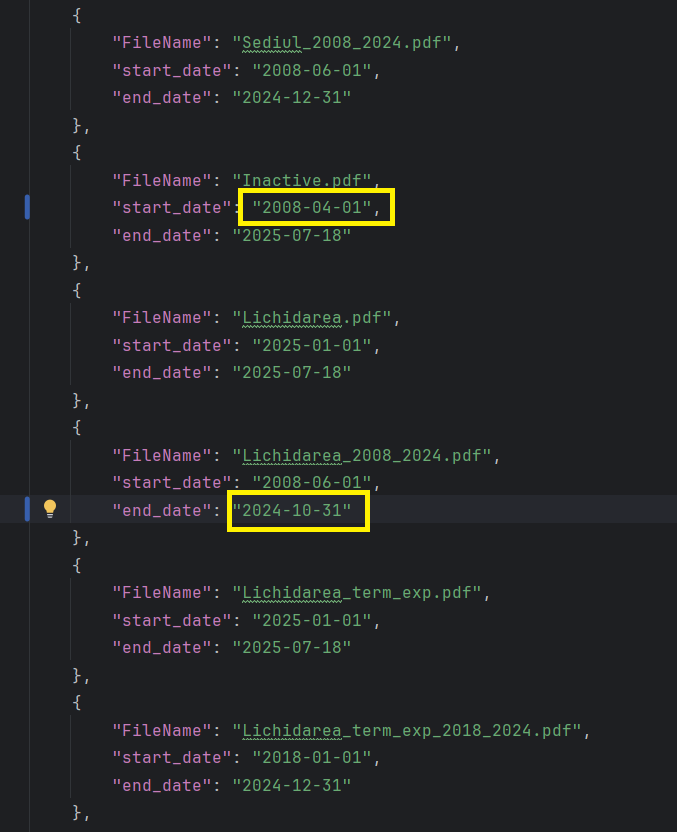 {
"FileName": "Sediul_2008_2024.pdf",
"start_date": "2008-06-01",
"end_date": "2024-12-31"
},
{
"FileName": "Inactive.pdf",
"start_date": "2008-04-01",
"end_date": "2025-07-18"
},
{
"FileName": "Lichidarea.pdf",
"start_date": "2025-01-01",
"end_date": "2025-07-18"
},
{
"FileName": "Lichidarea_2008_2024.pdf",
"start_date": "2008-06-01",
"end_date": "2024-10-31"
},
{
"FileName": "Lichidarea_term_exp.pdf",
"start_date": "2025-01-01",
"end_date": "2025-07-18"
},
{
"FileName": "Lichidarea_term_exp_2018_2024.pdf",
"start_date": "2018-01-01",
"end_date": "2024-12-31"
},